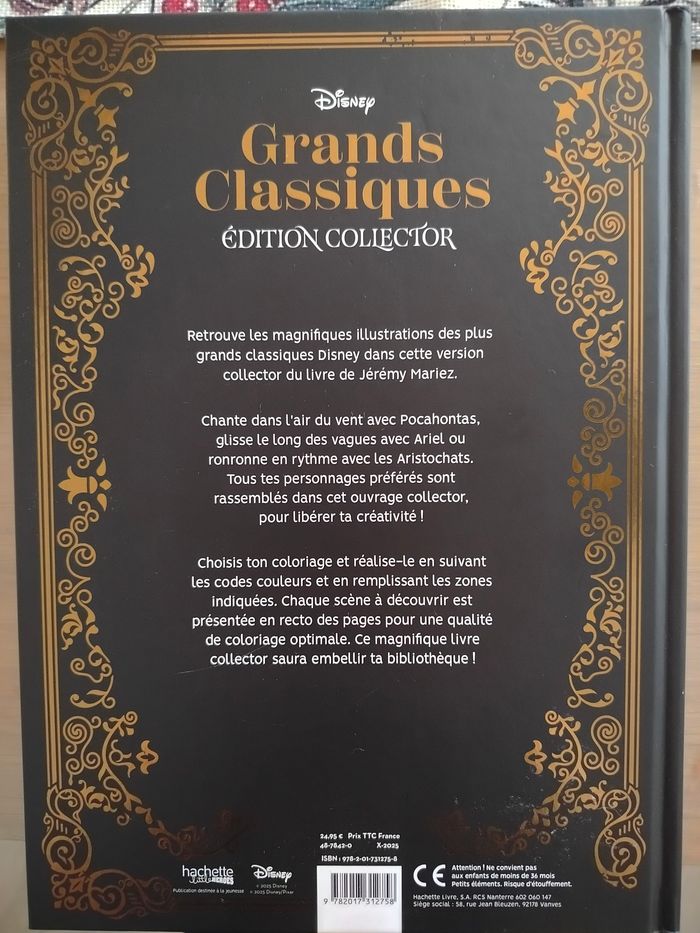 Disney
Grands
Classiques
ÉDITION COLLECTOR
Retrouve les magnifiques illustrations des plus
grands classiques Disney dans cette version
collector du livre de Jérémy Mariez.
Chante dans l'air du vent avec Pocahontas,
glisse le long des vagues avec Ariel ou
ronronne en rythme avec les Aristochats.
Tous tes personnages préférés sont
rassemblés dans cet ouvrage collector,
pour libérer ta créativité !
Choisis ton coloriage et réalise-le en suivant
les codes couleurs et en remplissant les zones
indiquées. Chaque scène à découvrir est
présentée en recto des pages pour une qualité
de coloriage optimale. Ce magnifique livre
collector saura embellir ta bibliothèque !
24,95 € Prix TTC France
48-7842-0 X-2025
ISBN : 978-2-01-731275-8
9 782017 312758
hachette
HEROES
Publication destinée à la jeunesse
Disney
© 2025 Disney
© 2025 Disney/Pixar
CE
Attention ! Ne convient pas
aux enfants de moins de 36 mois
Petits éléments. Risque d'étouffement.
Hachette Livre, S.A. RCS Nanterre 602 060 147
Siège social : 58, rue Jean Bleuzen, 92178 Vanves